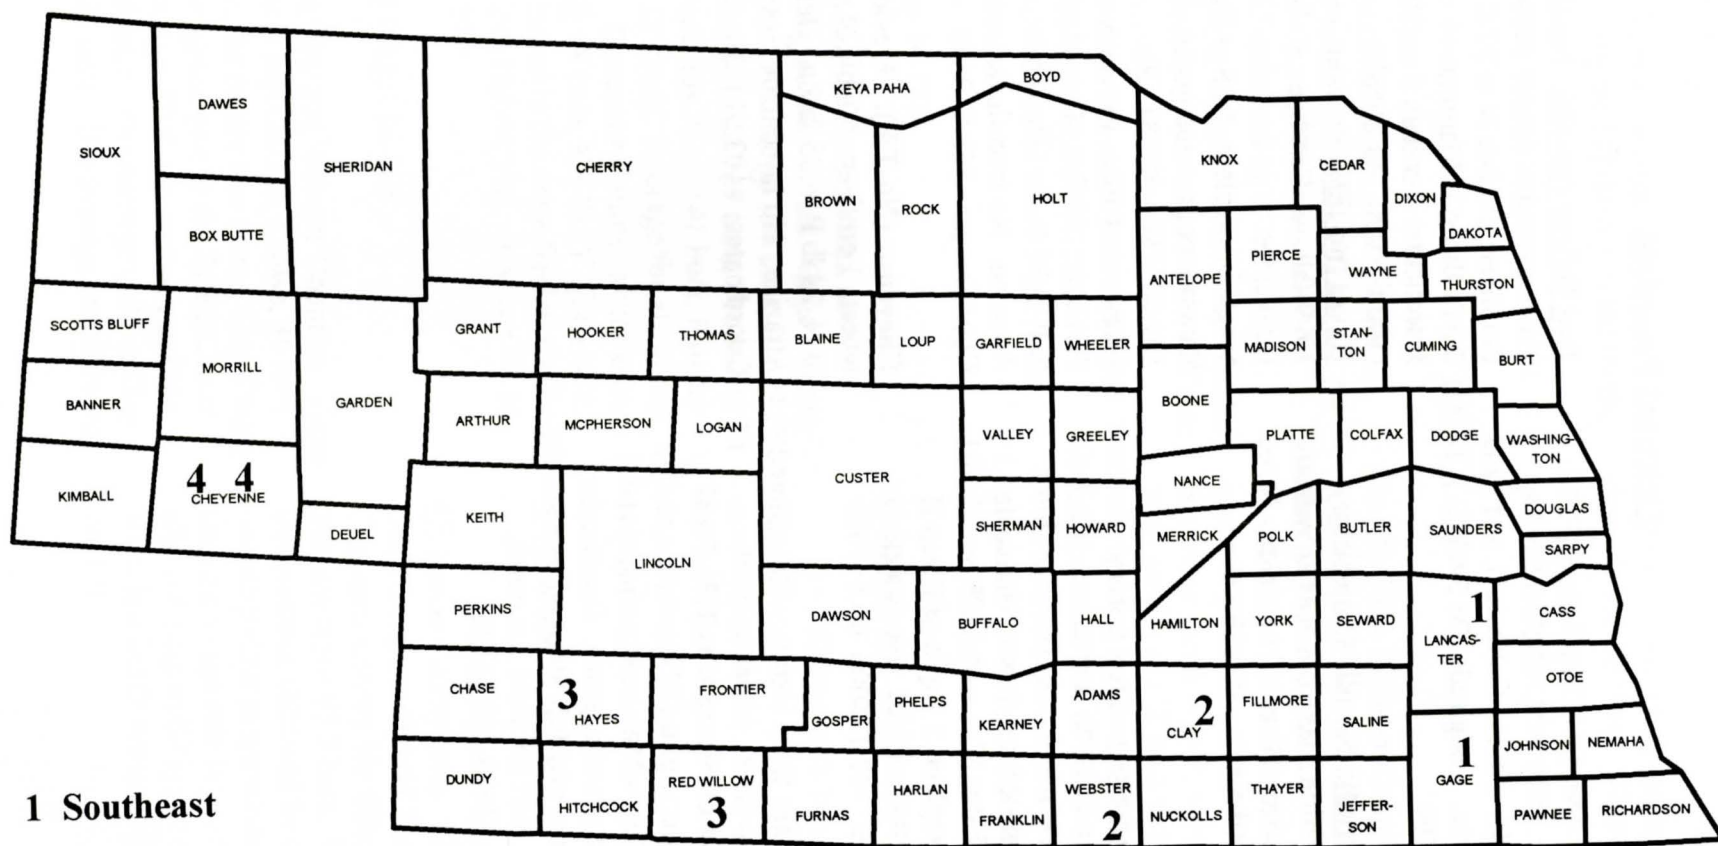 KEYA PAHA
BOYD
DAWES
SIOUX
SHERIDAN
CHERRY
KNOX
CEDAR
BROWN
ROCK
HOLT
DIXON
BOX BUTTE
DAKOTA
PIERCE
WAYNE
ANTELOPE
THURSTON
SCOTTS BLUFF
GRANT
HOOKER
THOMAS
BLAINE
LOUP
GARFIELD
WHEELER
MADISON
STAN-
TON
CUMING
BURT
MORRILL
BANNER
GARDEN
ARTHUR
MCPHERSON
LOGAN
VALLEY
GREELEY
BOONE
PLATTE
COLFAX
DODGE
WASHING-
TON
KIMBALL
4 4
CHEYENNE
CUSTER
NANCE
KEITH
DEUEL
SHERMAN
HOWARD
MERRICK
POLK
BUTLER
SAUNDERS
DOUGLAS
SARPY
LINCOLN
PERKINS
DAWSON
BUFFALO
HALL
HAMILTON
YORK
SEWARD
1
LANCAS-
TER
CASS
CHASE
3
HAYES
FRONTIER
GOSPER
PHELPS
KEARNEY
ADAMS
2
CLAY
FILLMORE
SALINE
OTOE
JOHNSON
NEMAHA
1
GAGE
DUNDY
HITCHCOCK
RED WILLOW
3
FURNAS
HARLAN
FRANKLIN
WEBSTER
2
NUCKOLLS
THAYER
JEFFER-
SON
PAWNEE
RICHARDSON
1 Southeast